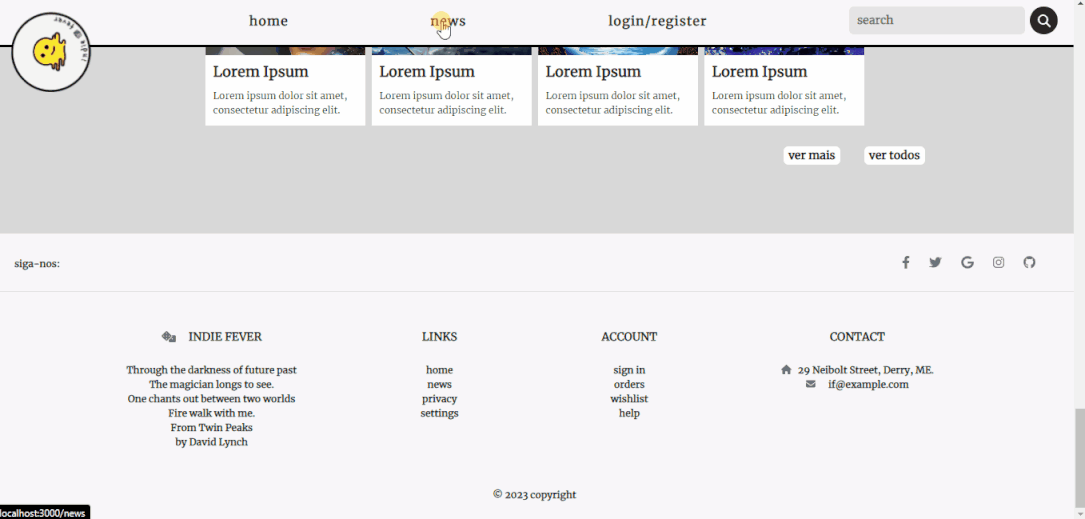 home news login/register search
Lorem Ipsum Lorem Ipsum Lorem Ipsum Lorem Ipsum
Lorem ipsum dolor sit amet, Lorem ipsum dolor sit amet, Lorem ipsum dolor sit amet, Lorem ipsum dolor sit amet,
consectetur adipiscing elit. consectetur adipiscing elit. consectetur adipiscing elit. consectetur adipiscing elit.
ver mais ver todos
siga-nos:
INDIE FEVER LINKS ACCOUNT CONTACT
Through the darkness of future past home sign in 29 Neibolt Street, Derry, ME.
The magician longs to see. news orders if@example.com
One chants out between two worlds privacy wishlist
Fire walk with me. settings help
From Twin Peaks
by David Lynch
© 2023 copyright
localhost:3000/news